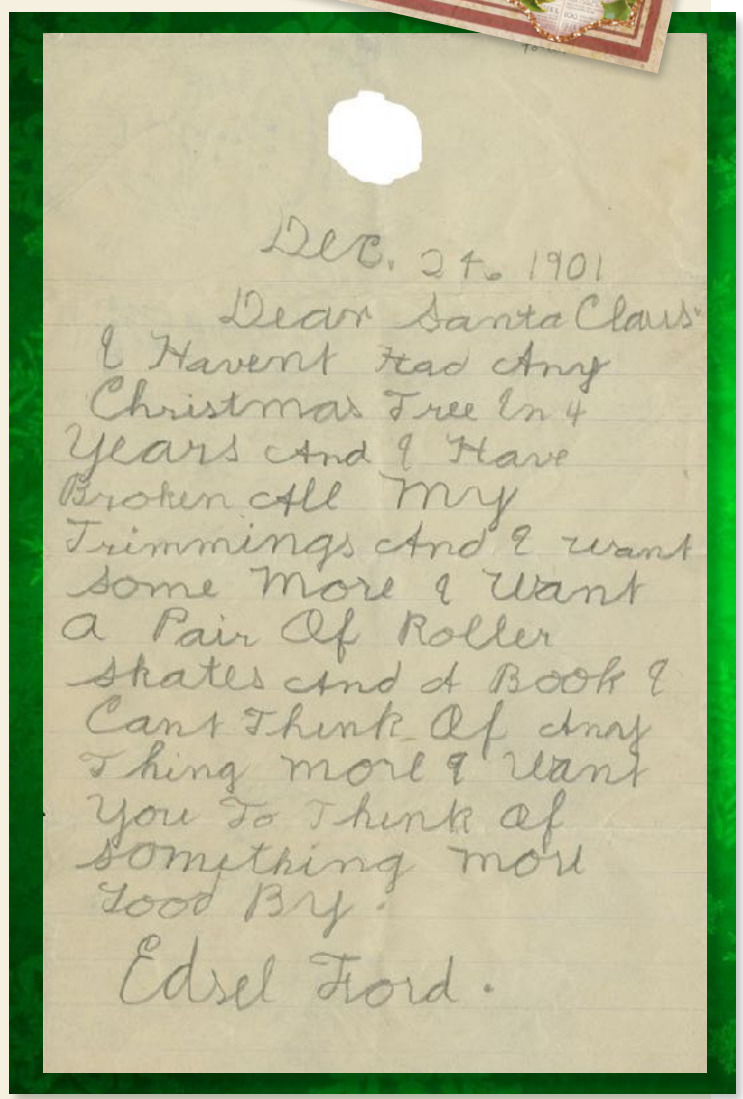 Dec. 24. 1901
Dear Santa Claus
I Havent Had Any
Christmas Tree In 4
Years And I Have
Broken All My
Trimmings And I want
Some More I Want
A Pair Of Roller
Skates And A Book I
Cant Think Of Any
Thing more I Want
You To Think Of
Something More
Good By.
Edsel Ford.